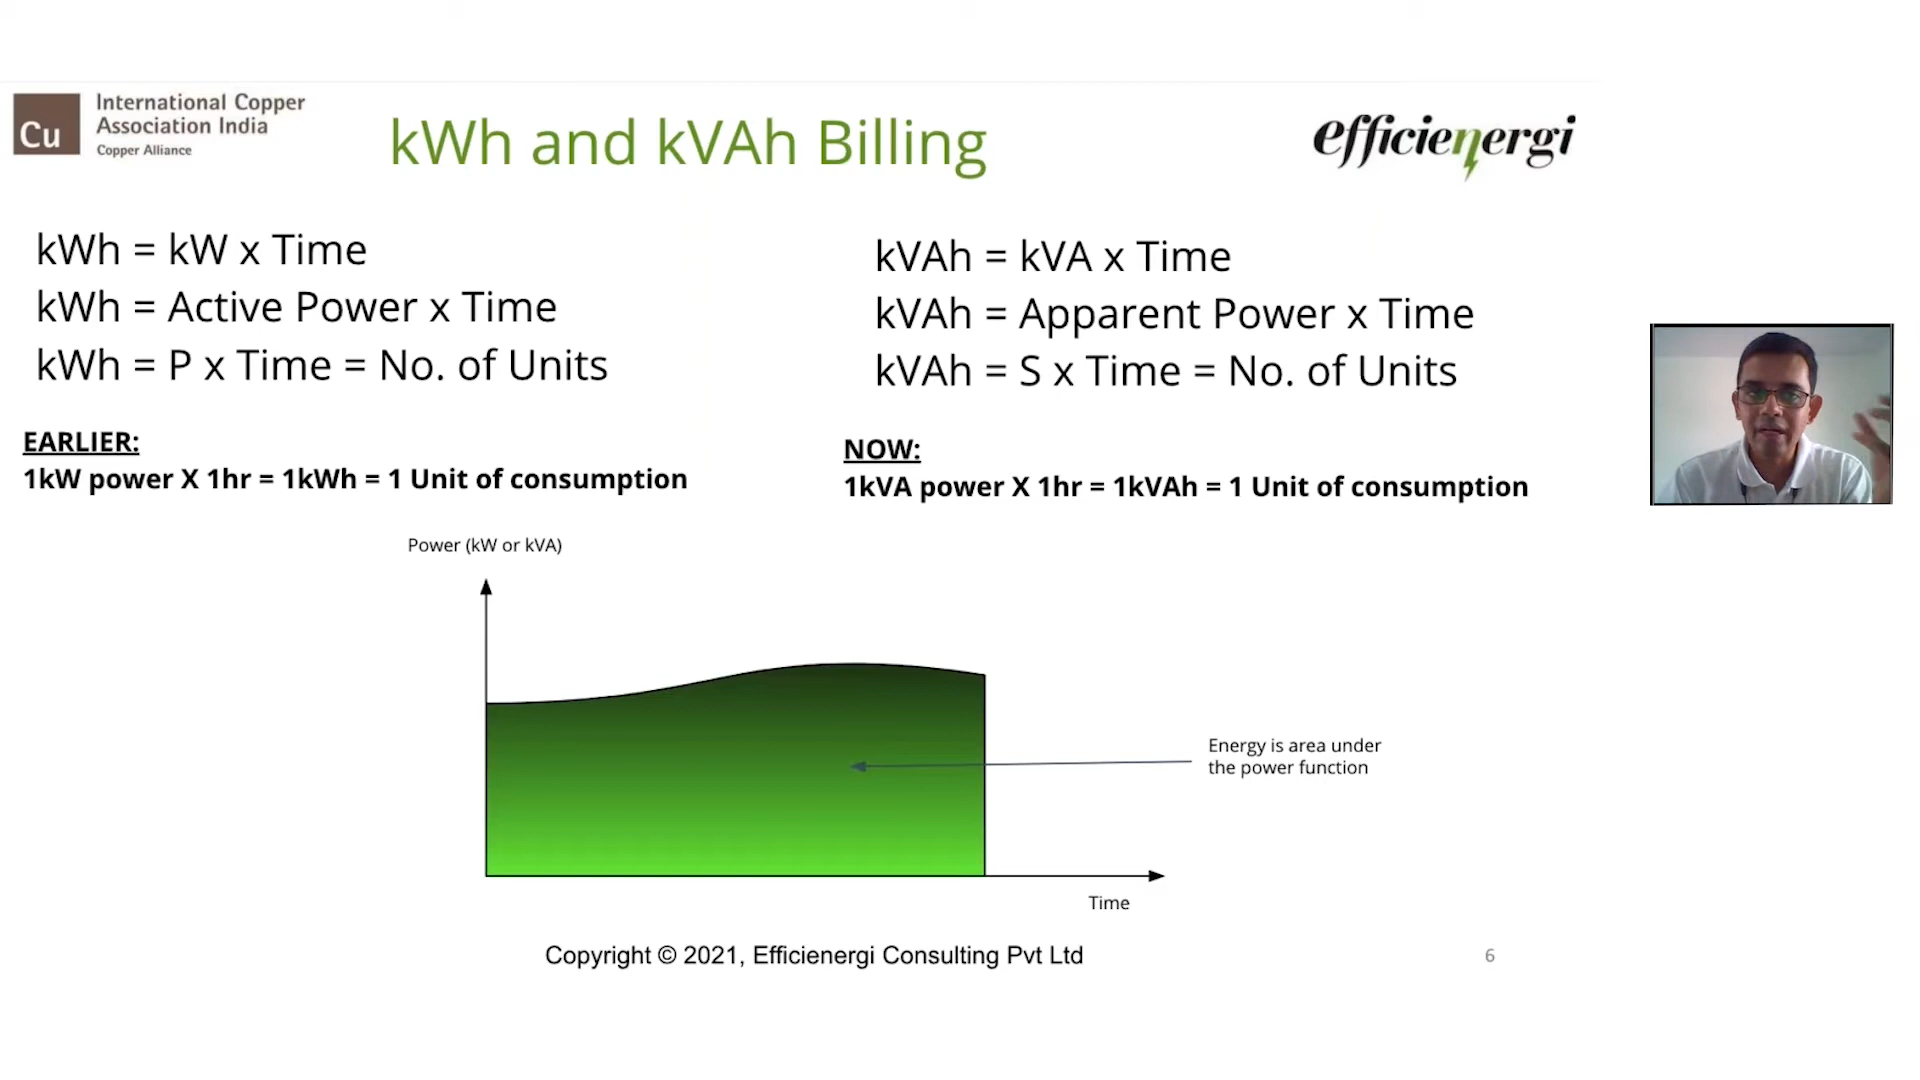 Cu
International Copper
Association India
Copper Alliance
kWh and kVAh Billing
efficienergi
kWh = kW x Time
kWh = Active Power x Time
kWh = P x Time = No. of Units
EARLIER:
1kW power X 1hr = 1kWh = 1 Unit of consumption
kVAh = kVA x Time
kVAh = Apparent Power x Time
kVAh = S x Time = No. of Units
NOW:
1kVA power X 1hr = 1kVAh = 1 Unit of consumption
Power (kW or kVA)
Energy is area under
the power function
Time
Copyright © 2021, Efficienergi Consulting Pvt Ltd
6